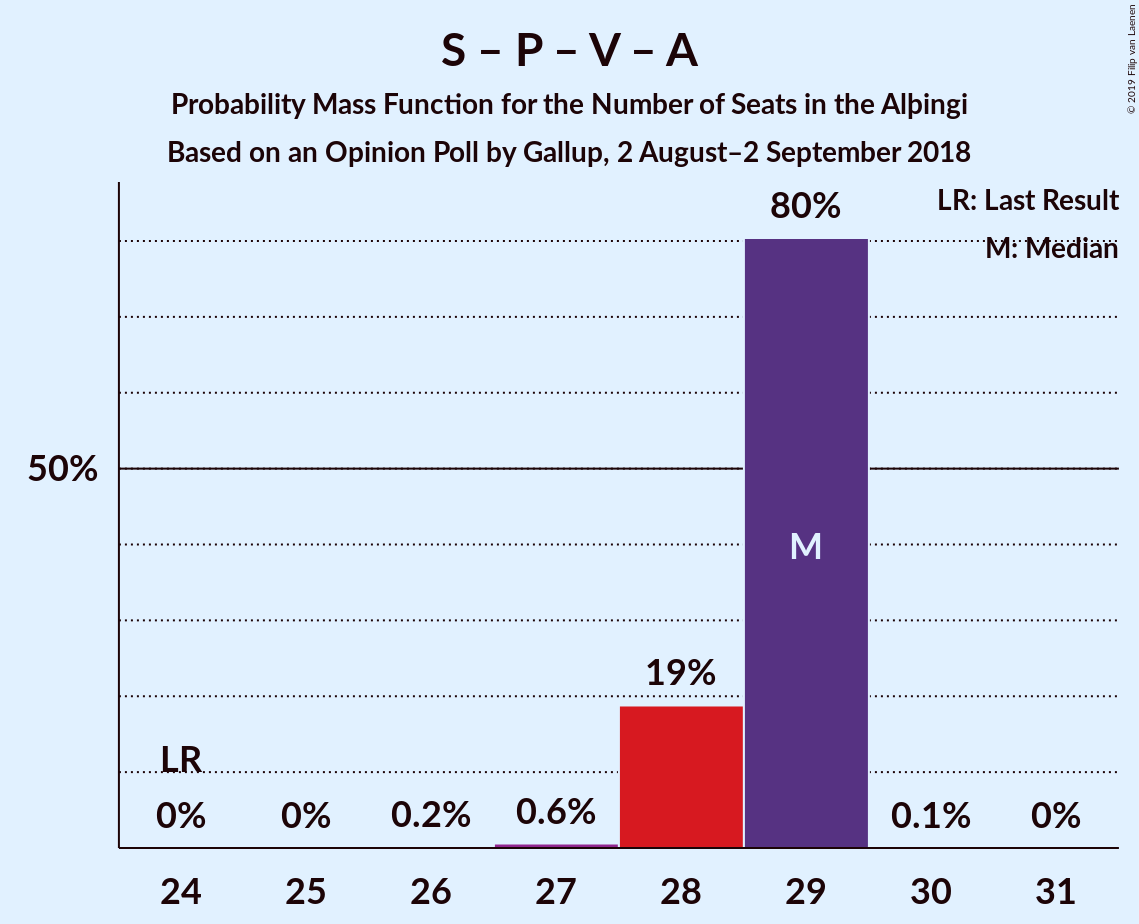 S – P – V – A
Probability Mass Function for the Number of Seats in the Alþingi
Based on an Opinion Poll by Gallup, 2 August–2 September 2018
© 2019 Filip van Laenen
LR: Last Result
M: Median
80%
50%
M
19%
LR
0% 0% 0.2% 0.6% 0.1% 0%
24 25 26 27 28 29 30 31